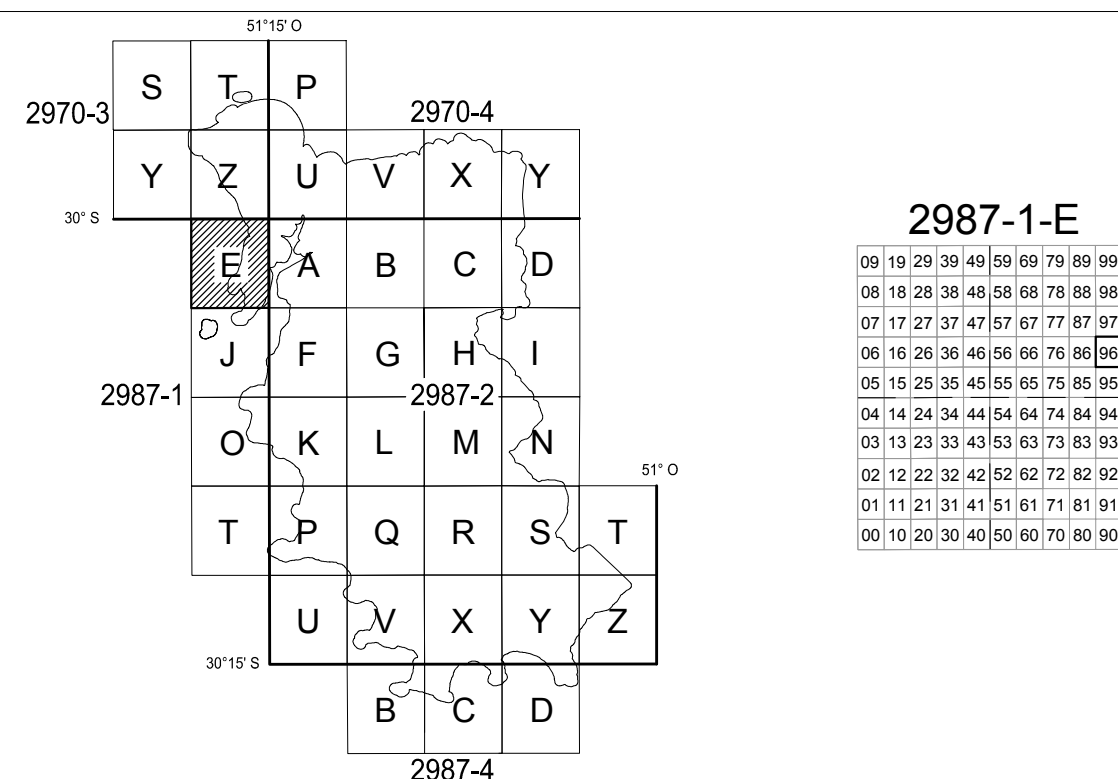 51°15' O
S T P
2970-3 2970-4
Y Z U V X Y
30° S
E A B C D
J F G H I
2987-1 2987-2
O K L M N
51° O
T P Q R S T
U V X Y Z
30°15' S
B C D
2987-4
2987-1-E
09 19 29 39 49 59 69 79 89 99
08 18 28 38 48 58 68 78 88 98
07 17 27 37 47 57 67 77 87 97
06 16 26 36 46 56 66 76 86 96
05 15 25 35 45 55 65 75 85 95
04 14 24 34 44 54 64 74 84 94
03 13 23 33 43 53 63 73 83 93
02 12 22 32 42 52 62 72 82 92
01 11 21 31 41 51 61 71 81 91
00 10 20 30 40 50 60 70 80 90